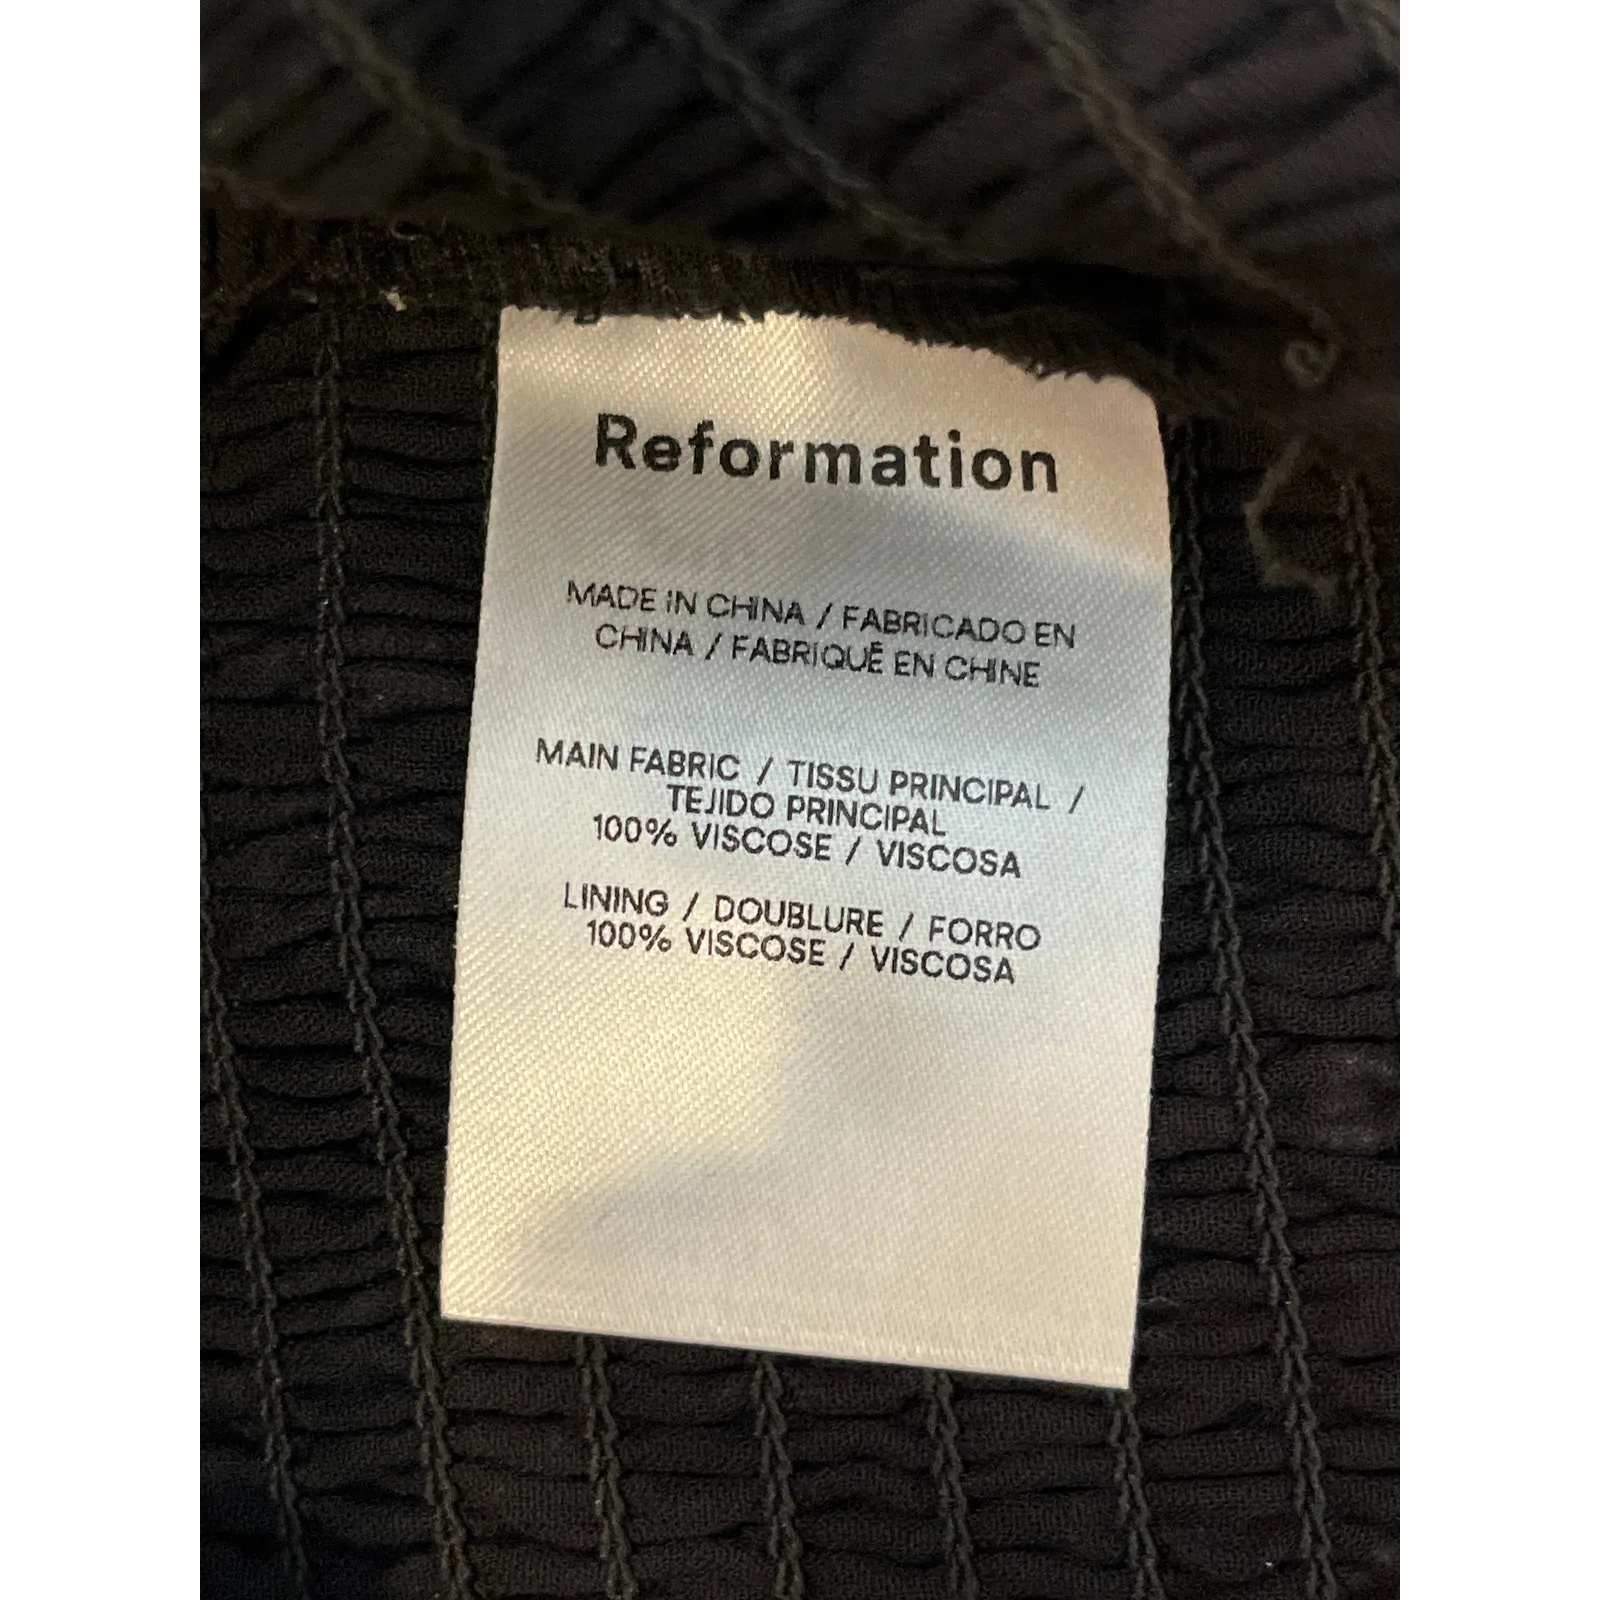 Reformation
MADE IN CHINA / FABRICADO EN
CHINA / FABRIQUÉ EN CHINE
MAIN FABRIC / TISSU PRINCIPAL /
TEJIDO PRINCIPAL
100% VISCOSE / VISCOSA
LINING / DOUBLURE / FORRO
100% VISCOSE / VISCOSA